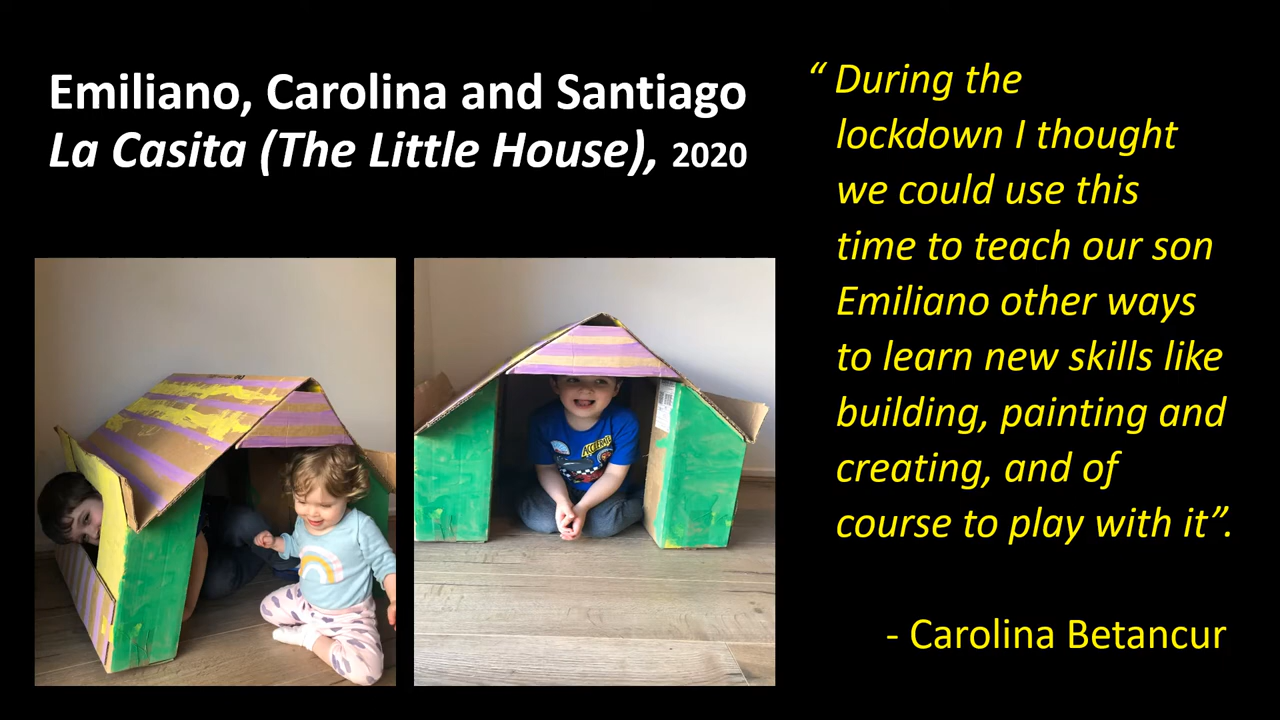 Emiliano, Carolina and Santiago
La Casita (The Little House), 2020
“ During the
lockdown I thought
we could use this
time to teach our son
Emiliano other ways
to learn new skills like
building, painting and
creating, and of
course to play with it”.
- Carolina Betancur